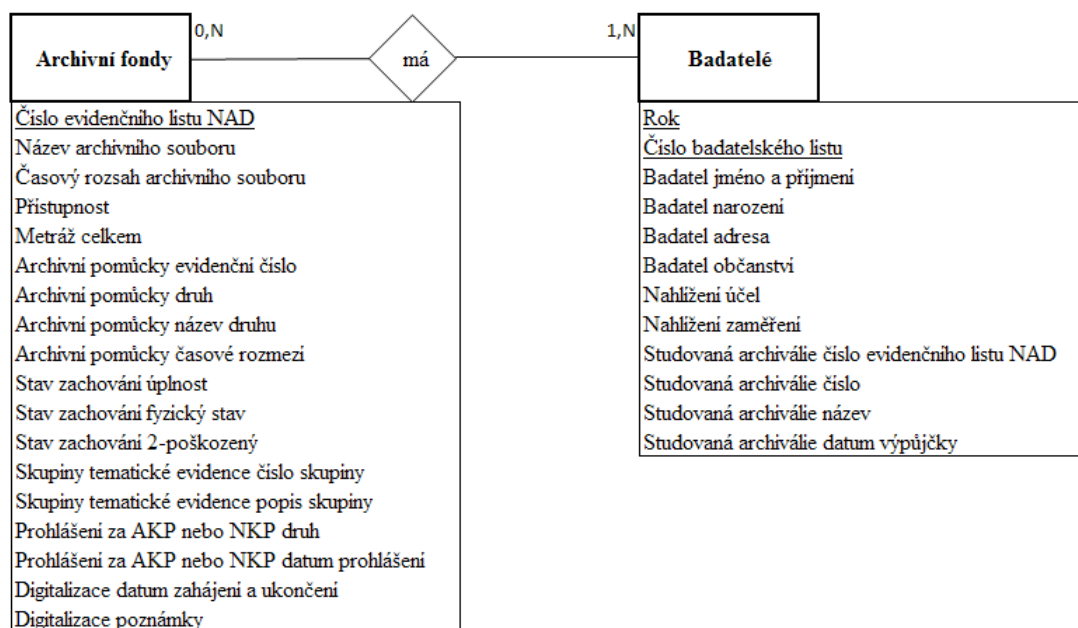 0,N
1,N
Archivní fondy
má
Badatelé
Číslo evidenčního listu NAD
Název archivního souboru
Časový rozsah archivního souboru
Přístupnost
Metráž celkem
Archivní pomůcky evidenční číslo
Archivní pomůcky druh
Archivní pomůcky název druhu
Archivní pomůcky časové rozmezí
Stav zachování úplnost
Stav zachování fyzický stav
Stav zachování 2-poškozený
Skupiny tematické evidence číslo skupiny
Skupiny tematické evidence popis skupiny
Prohlášení za AKP nebo NKP druh
Prohlášení za AKP nebo NKP datum prohlášení
Digitalizace datum zahájení a ukončení
Digitalizace poznámky
Rok
Číslo badatelského listu
Badatel jméno a příjmení
Badatel narození
Badatel adresa
Badatel občanství
Nahlížení účel
Nahlížení zaměření
Studovaná archiválie číslo evidenčního listu NAD
Studovaná archiválie číslo
Studovaná archiválie název
Studovaná archiválie datum výpůjčky